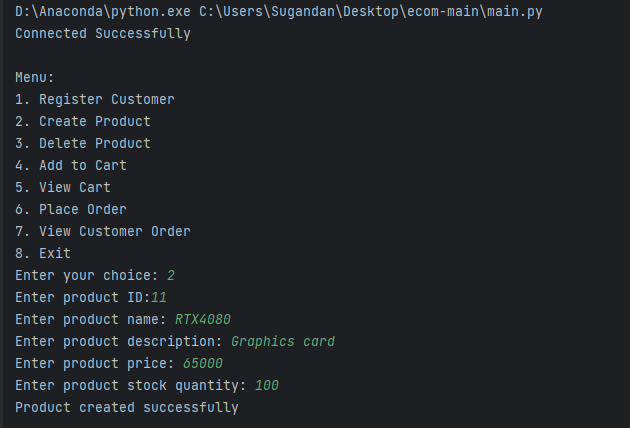 D:\Anaconda\python.exe C:\Users\Sugandan\Desktop\ecom-main\main.py
Connected Successfully
Menu:
1. Register Customer
2. Create Product
3. Delete Product
4. Add to Cart
5. View Cart
6. Place Order
7. View Customer Order
8. Exit
Enter your choice: 2
Enter product ID:11
Enter product name: RTX4080
Enter product description: Graphics card
Enter product price: 65000
Enter product stock quantity: 100
Product created successfully